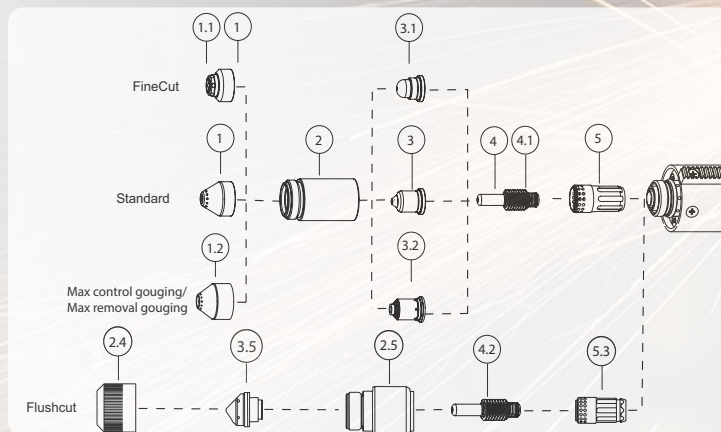 1.1 1 3.1
FineCut
1 2 3 4 4.1 5
Standard
1.2 3.2
Max control gouging/
Max removal gouging
2.4 3.5 2.5 4.2 5.3
Flushcut